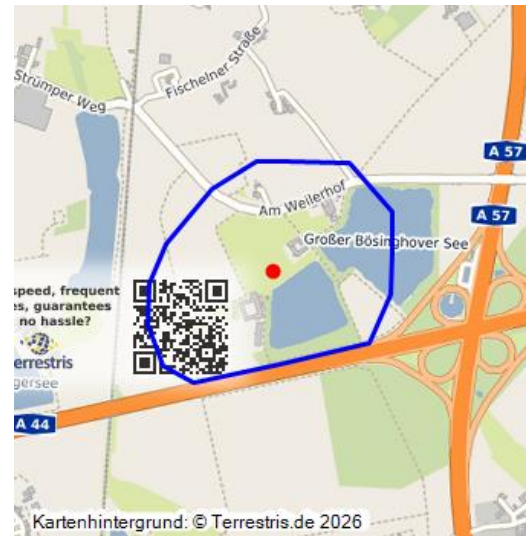 Fischelner Straße
Strümper Weg
A 57
Am Weilerhof
A 57
Großer Bösinghover See
speed, frequent
es, guarantees
no hassle?
errestris
gersee
A 44
Kartenhintergrund: © Terrestris.de 2026